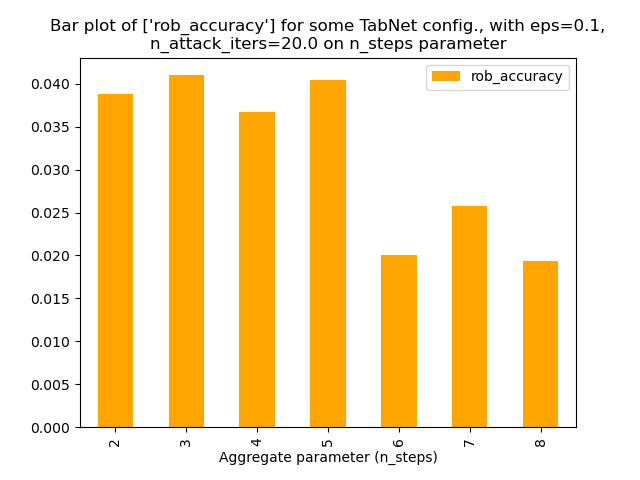 Bar plot of ['rob_accuracy'] for some TabNet config., with eps=0.1,
n_attack_iters=20.0 on n_steps parameter
rob_accuracy
0.040
0.035
0.030
0.025
0.020
0.015
0.010
0.005
0.000
2 3 4 5 6 7 8
Aggregate parameter (n_steps)